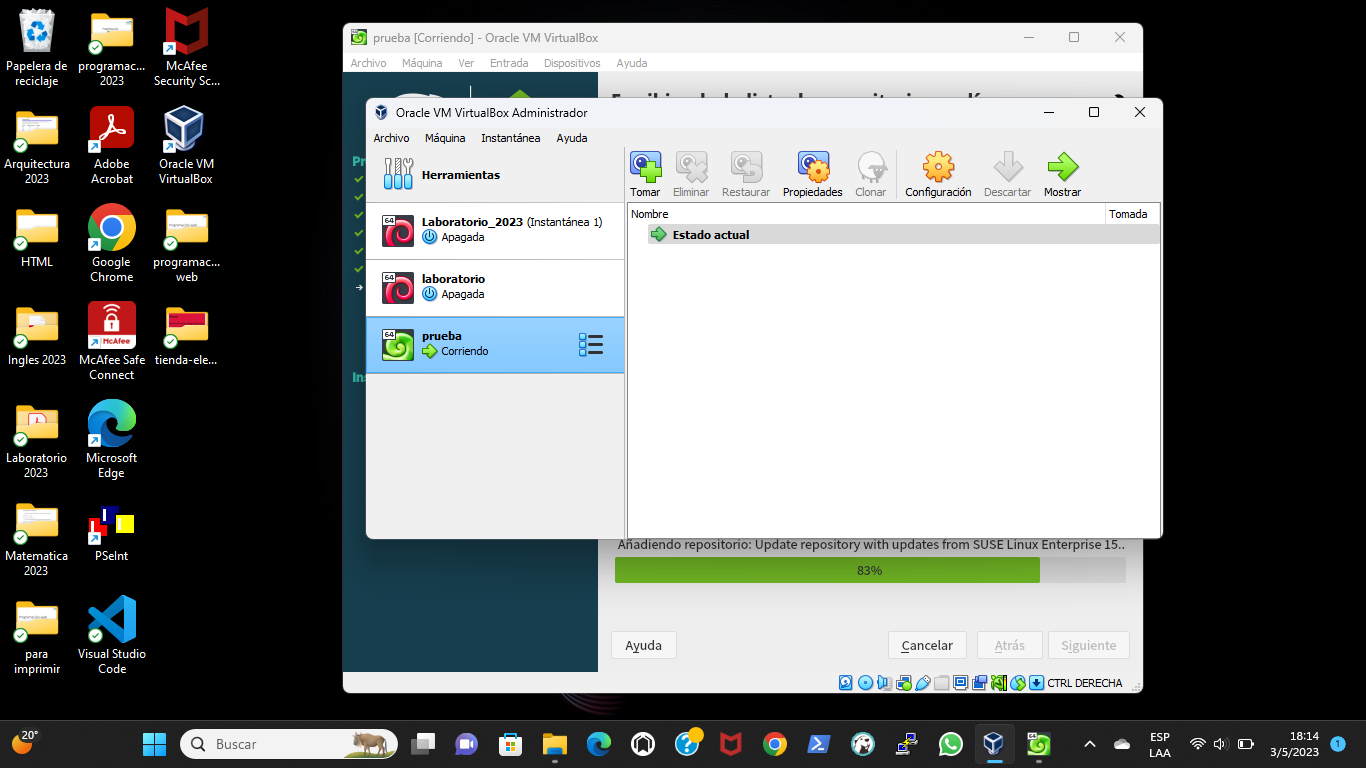 Papelera de
reciclaje
programac...
2023
McAfee
Security Sc...
Arquitectura
2023
Adobe
Acrobat
Oracle VM
VirtualBox
HTML
Google
Chrome
programac...
web
Ingles 2023
McAfee
McAfee Safe
Connect
tienda-ele...
Laboratorio
2023
Microsoft
Edge
Matematica
2023
PSeInt
para
imprimir
Visual Studio
Code
prueba [Corriendo] - Oracle VM VirtualBox
Archivo Máquina Ver Entrada Dispositivos Ayuda
Oracle VM VirtualBox Administrador
Archivo Máquina Instantánea Ayuda
Herramientas
Tomar Eliminar Restaurar Propiedades Clonar Configuración Descartar Mostrar
64
Laboratorio_2023 (Instantánea 1)
Apagada
64
laboratorio
Apagada
64
prueba
Corriendo
Nombre Tomada
Estado actual
Añadiendo repositorio: Update repository with updates from SUSE Linux Enterprise 15..
83%
Ayuda Cancelar Atrás Siguiente
CTRL DERECHA
20°
Buscar
ESP
LAA
18:14
3/5/2023
1